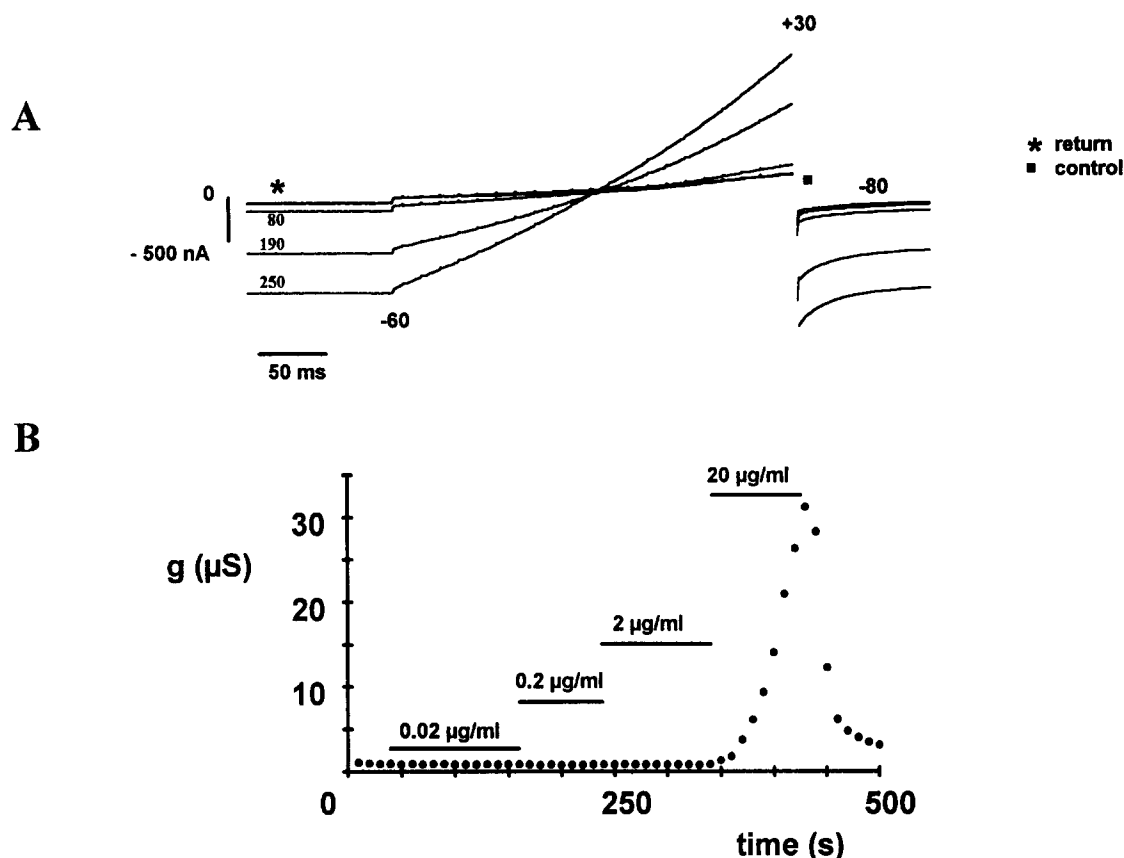 A
+30
* return
■ control
0
*
-80
80
- 500 nA
190
250
-60
50 ms
B
20 µg/ml
30
g (µS)
20
2 µg/ml
0.2 µg/ml
10
0.02 µg/ml
0
250
500
time (s)